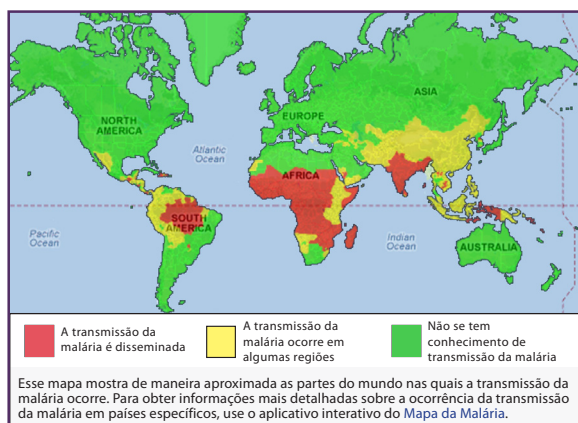 NORTH
AMERICA
Atlantic
Ocean
EUROPE
ASIA
AFRICA
Pacific
Ocean
SOUTH
AMERICA
Indian
Ocean
AUSTRALIA
A transmissão da
malária é disseminada
A transmissão da
malária ocorre em
algumas regiões
Não se tem
conhecimento de
transmissão da malária
Esse mapa mostra de maneira aproximada as partes do mundo nas quais a transmissão da
malária ocorre. Para obter informações mais detalhadas sobre a ocorrência da transmissão
da malária em países específicos, use o aplicativo interativo do Mapa da Malária.